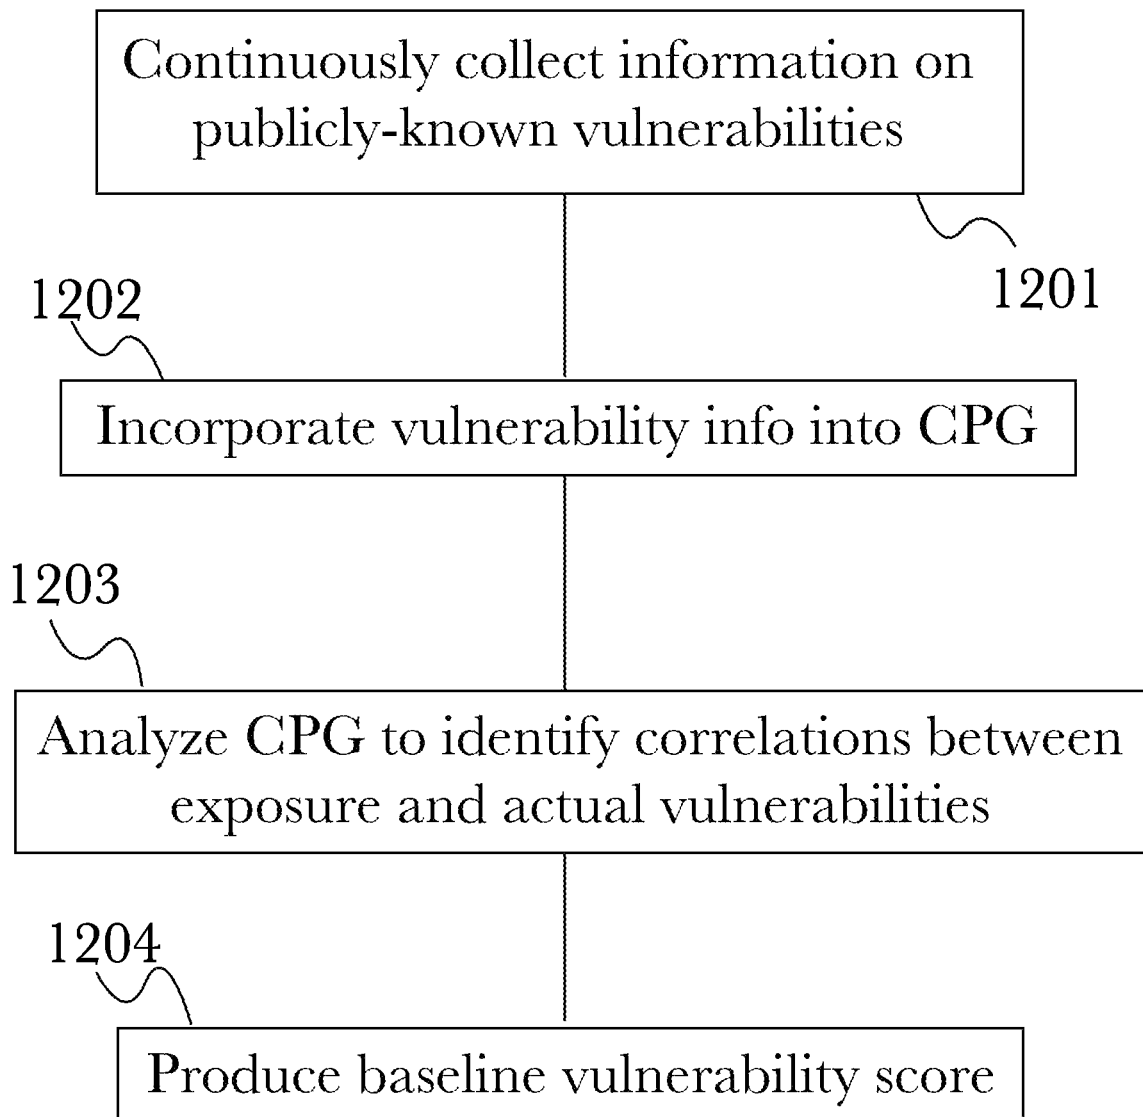 Continuously collect information on
publicly-known vulnerabilities
1201
1202
Incorporate vulnerability info into CPG
1203
Analyze CPG to identify correlations between
exposure and actual vulnerabilities
1204
Produce baseline vulnerability score